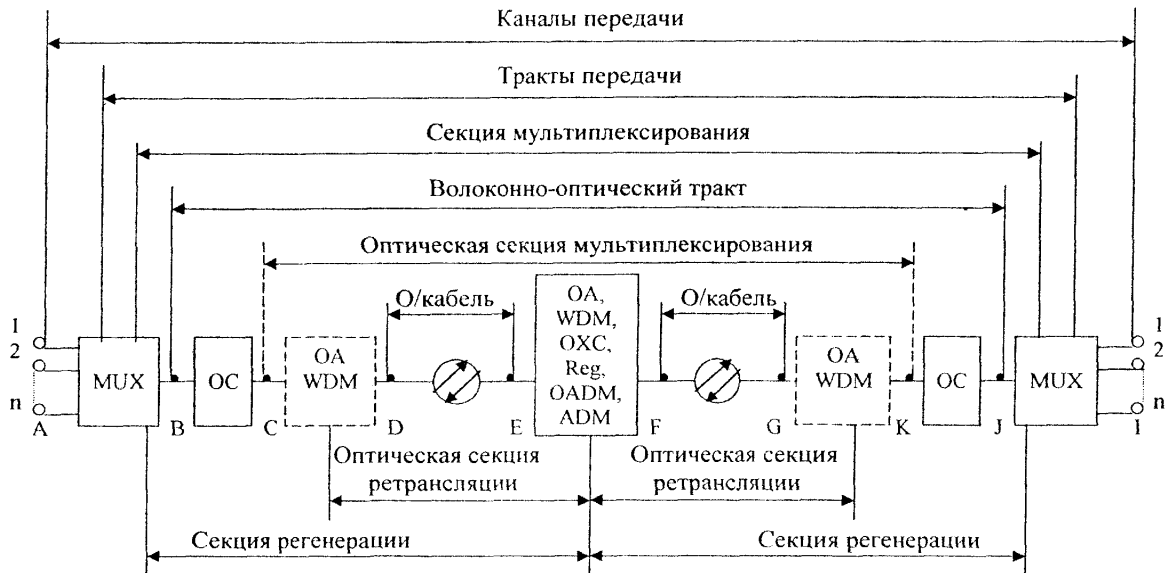 Каналы передачи
Тракты передачи
Секция мультиплексирования
Волоконно-оптический тракт
Оптическая секция мультиплексирования
О/кабель
О/кабель
1
2
n
A
MUX
B
ОС
C
OA
WDM
D
E
OA,
WDM,
OXC,
Reg,
OADM,
ADM
F
G
OA
WDM
K
ОС
J
MUX
1
2
n
I
Оптическая секция
ретрансляции
Оптическая секция
ретрансляции
Секция регенерации
Секция регенерации